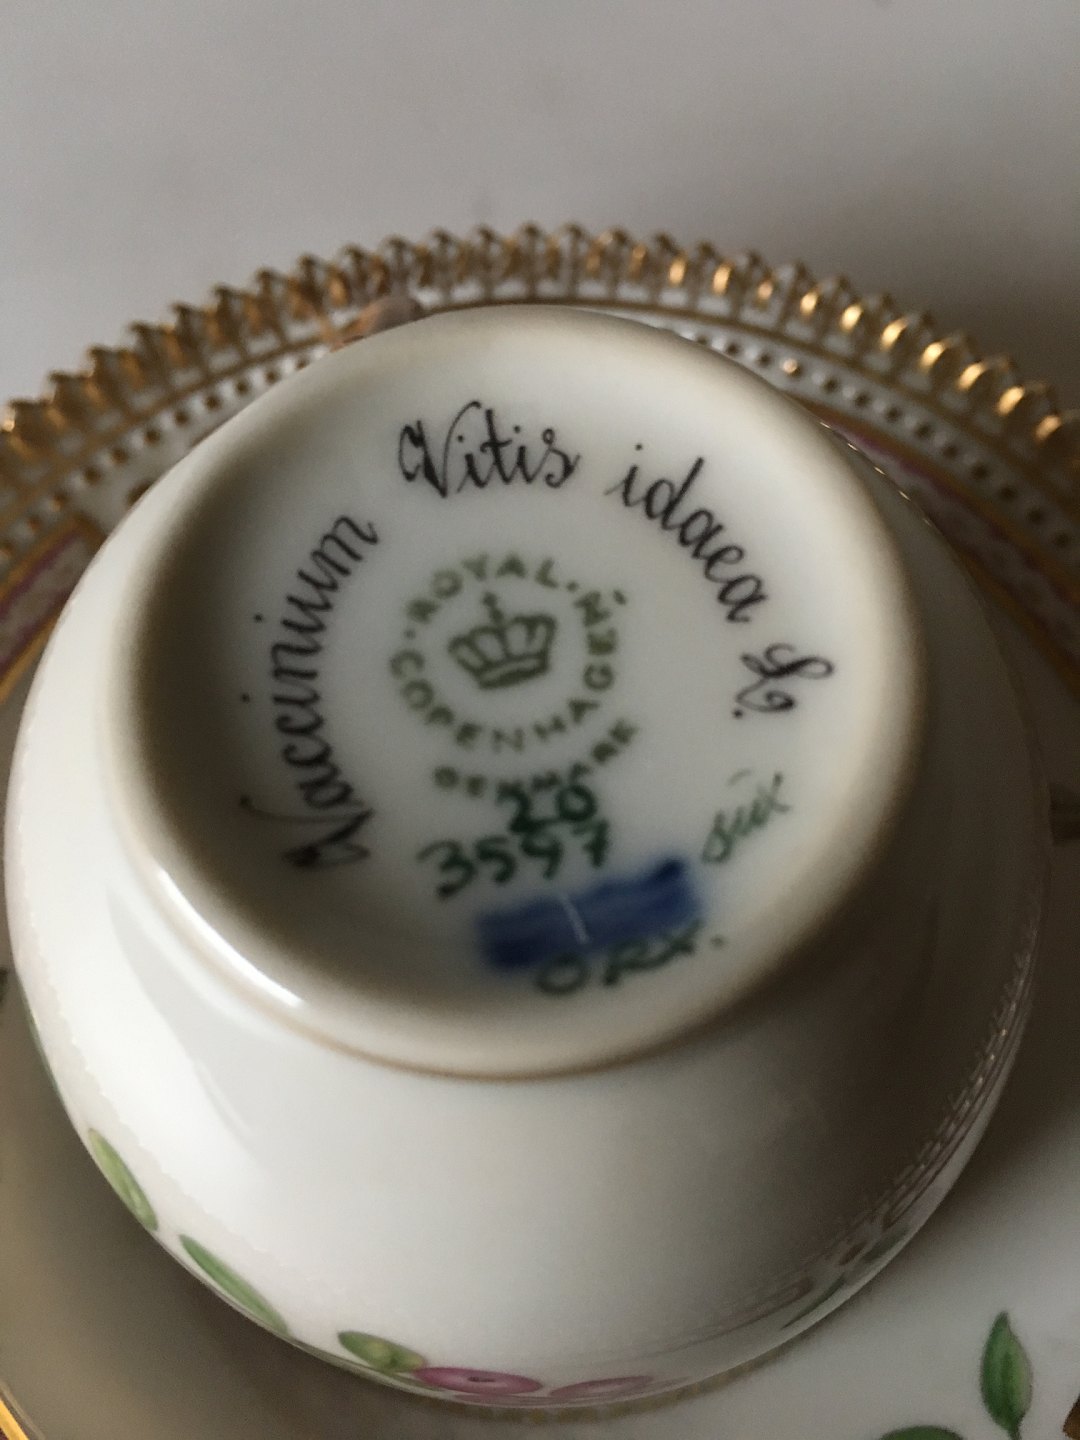 Vaccinium Vitis idaea L.
ROYAL
COPENHAGEN
DENMARK
20
3597